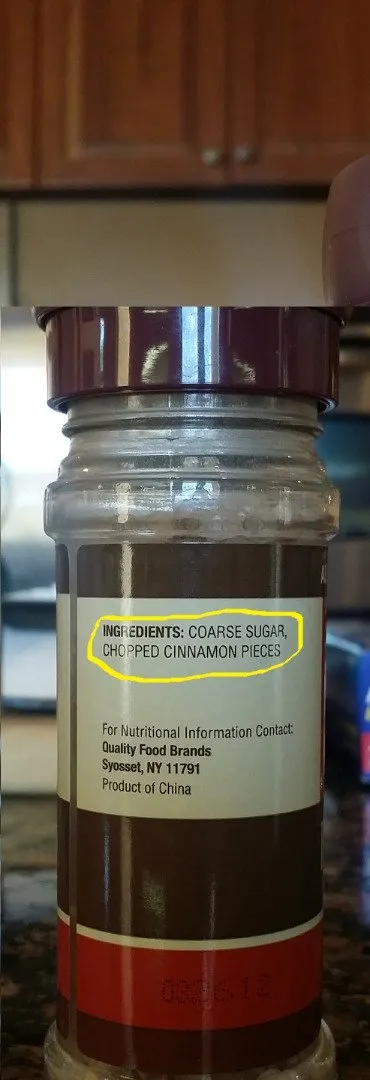 INGREDIENTS: COARSE SUGAR,
CHOPPED CINNAMON PIECES
For Nutritional Information Contact:
Quality Food Brands
Syosset, NY 11791
Product of China